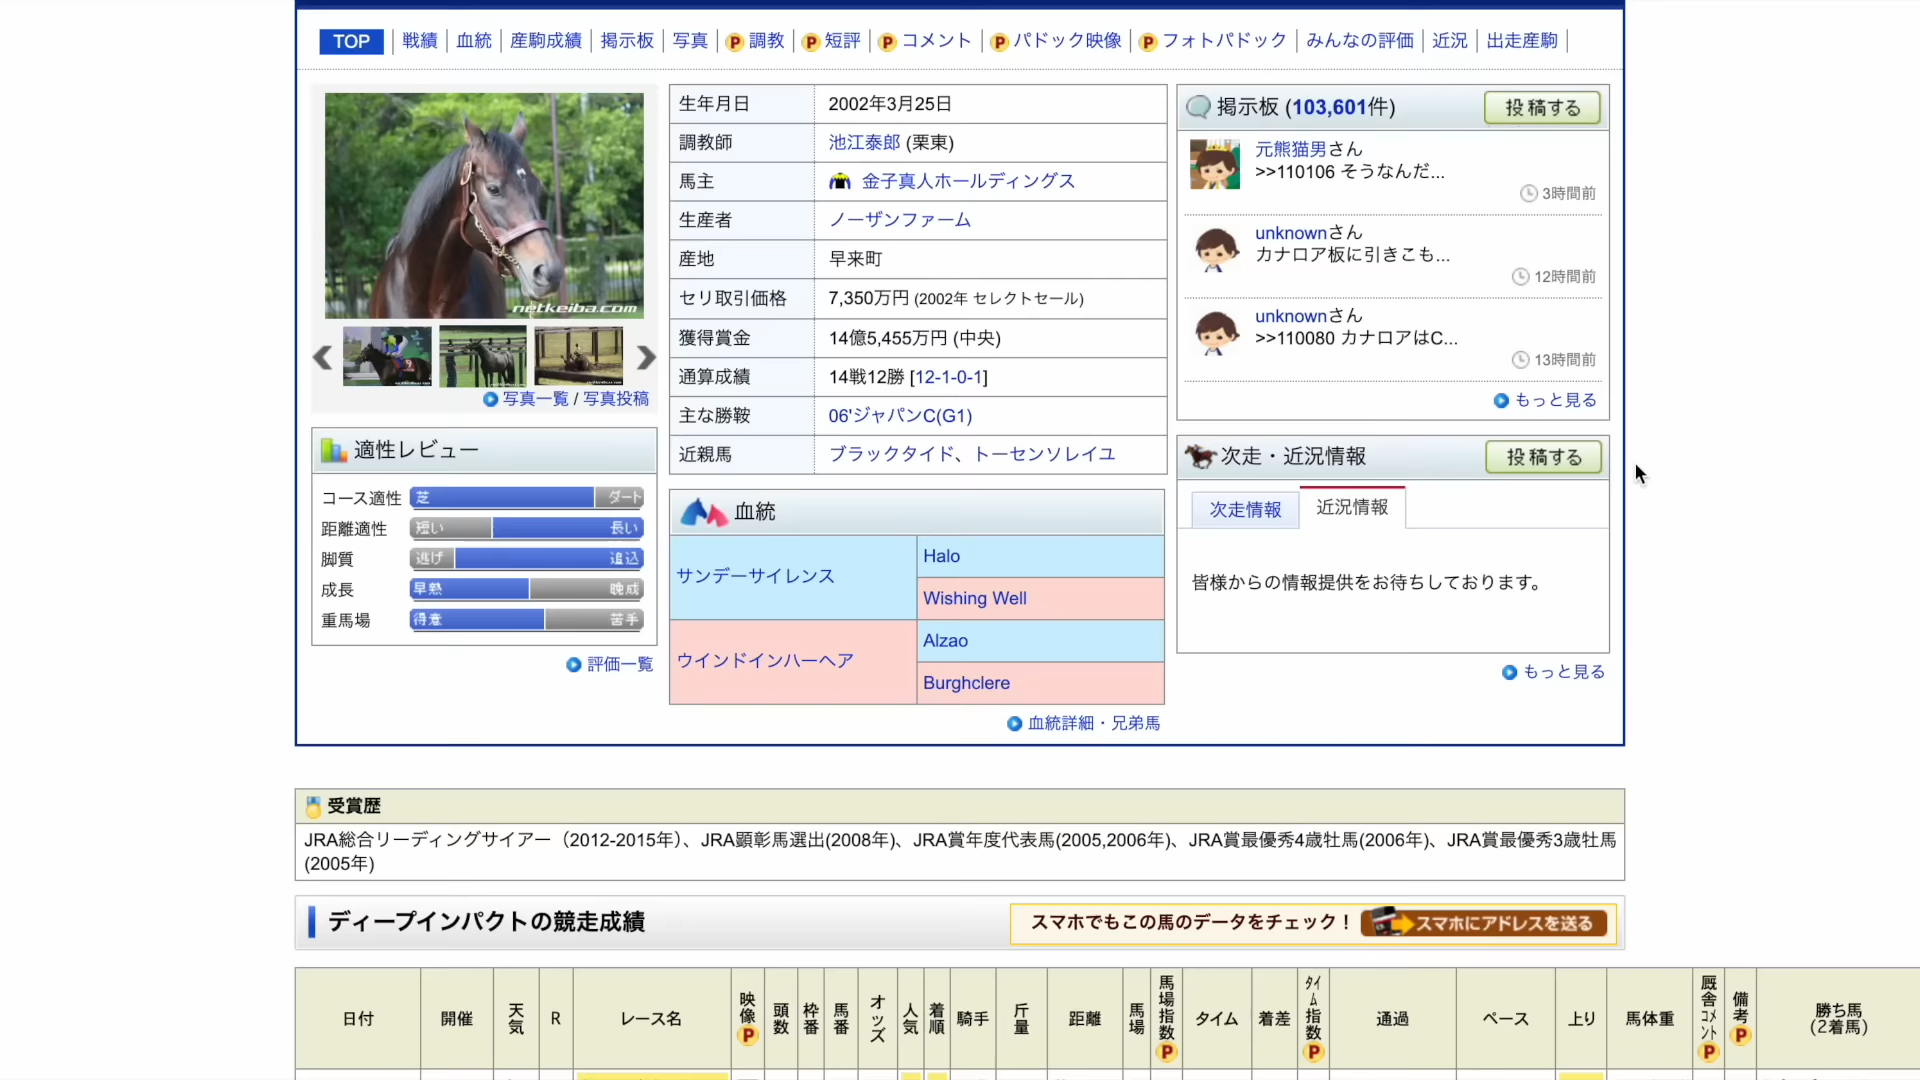 TOP 戦績 血統 産駒成績 掲示板 写真 P 調教 P 短評 P コメント P パドック映像 P フォトパドック みんなの評価 近況 出走産駒
netkeiba.com
写真一覧 / 写真投稿
適性レビュー
コース適性 芝 ダート
距離適性 短い 長い
脚質 逃げ 追込
成長 早熟 晩成
重馬場 得意 苦手
評価一覧
生年月日 2002年3月25日
調教師 池江泰郎 (栗東)
馬主 金子真人ホールディングス
生産者 ノーザンファーム
産地 早来町
セリ取引価格 7,350万円 (2002年 セレクトセール)
獲得賞金 14億5,455万円 (中央)
通算成績 14戦12勝 [12-1-0-1]
主な勝鞍 06'ジャパンC(G1)
近親馬 ブラックタイド、トーセンソレイユ
血統
サンデーサイレンス
Halo
Wishing Well
ウインドインハーヘア
Alzao
Burghclere
血統詳細・兄弟馬
掲示板 (103,601件) 投稿する
元熊猫男さん
>>110106 そうなんだ...
3時間前
unknownさん
カナロア板に引きこも...
12時間前
unknownさん
>>110080 カナロアはC...
13時間前
もっと見る
次走・近況情報 投稿する
次走情報 近況情報
皆様からの情報提供をお待ちしております。
もっと見る
受賞歴
JRA総合リーディングサイアー（2012-2015年）、JRA顕彰馬選出(2008年)、JRA賞年度代表馬(2005,2006年)、JRA賞最優秀4歳牡馬(2006年)、JRA賞最優秀3歳牡馬
(2005年)
ディープインパクトの競走成績 スマホでもこの馬のデータをチェック！ スマホにアドレスを送る
日付 開催 天気 R レース名 映像 P 頭数 枠番 馬番 オッズ 人気 着順 騎手 斤量 距離 馬場 馬場指数 P タイム 着差 タイム指数 P 通過 ペース 上り 馬体重 厩舎コメント P 備考 P 勝ち馬
(2着馬)